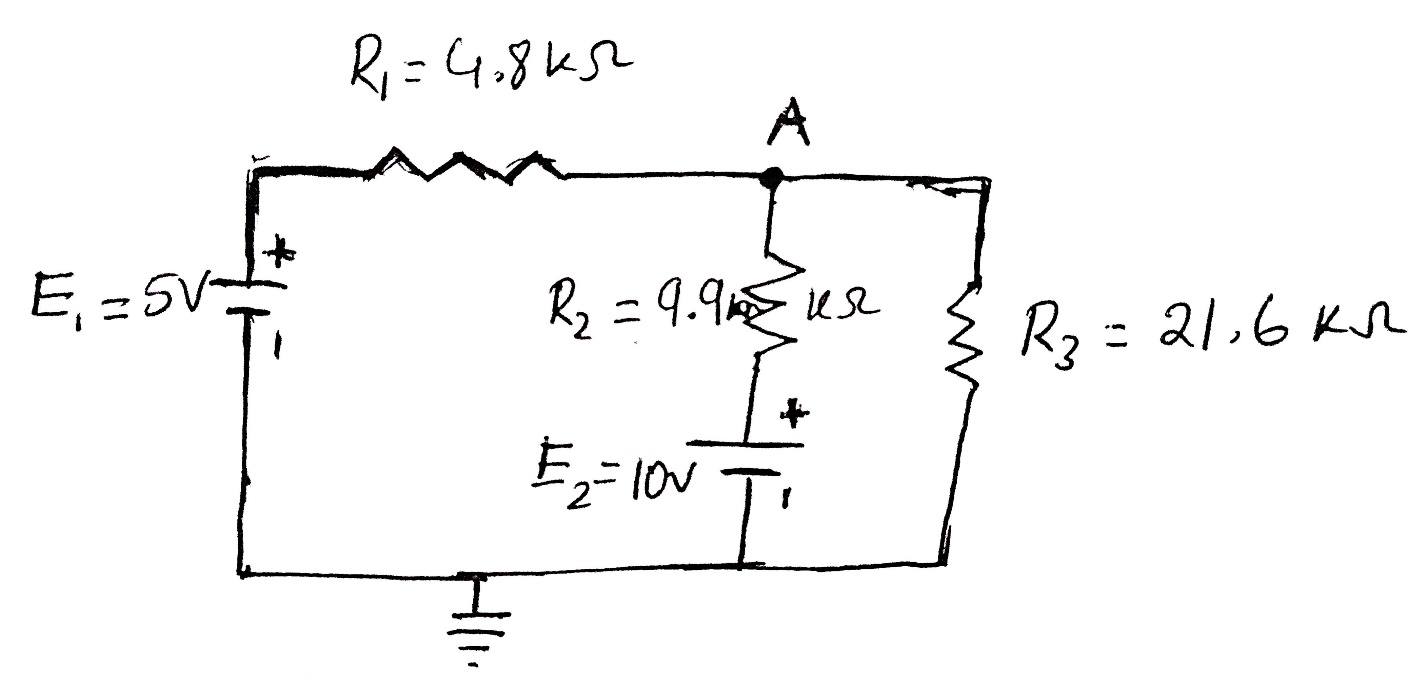 R₁ = 4.8 kΩ
A
+
E₁ = 5V
R₂ = 9.9 kΩ
R₃ = 21.6 kΩ
+
E₂ = 10V